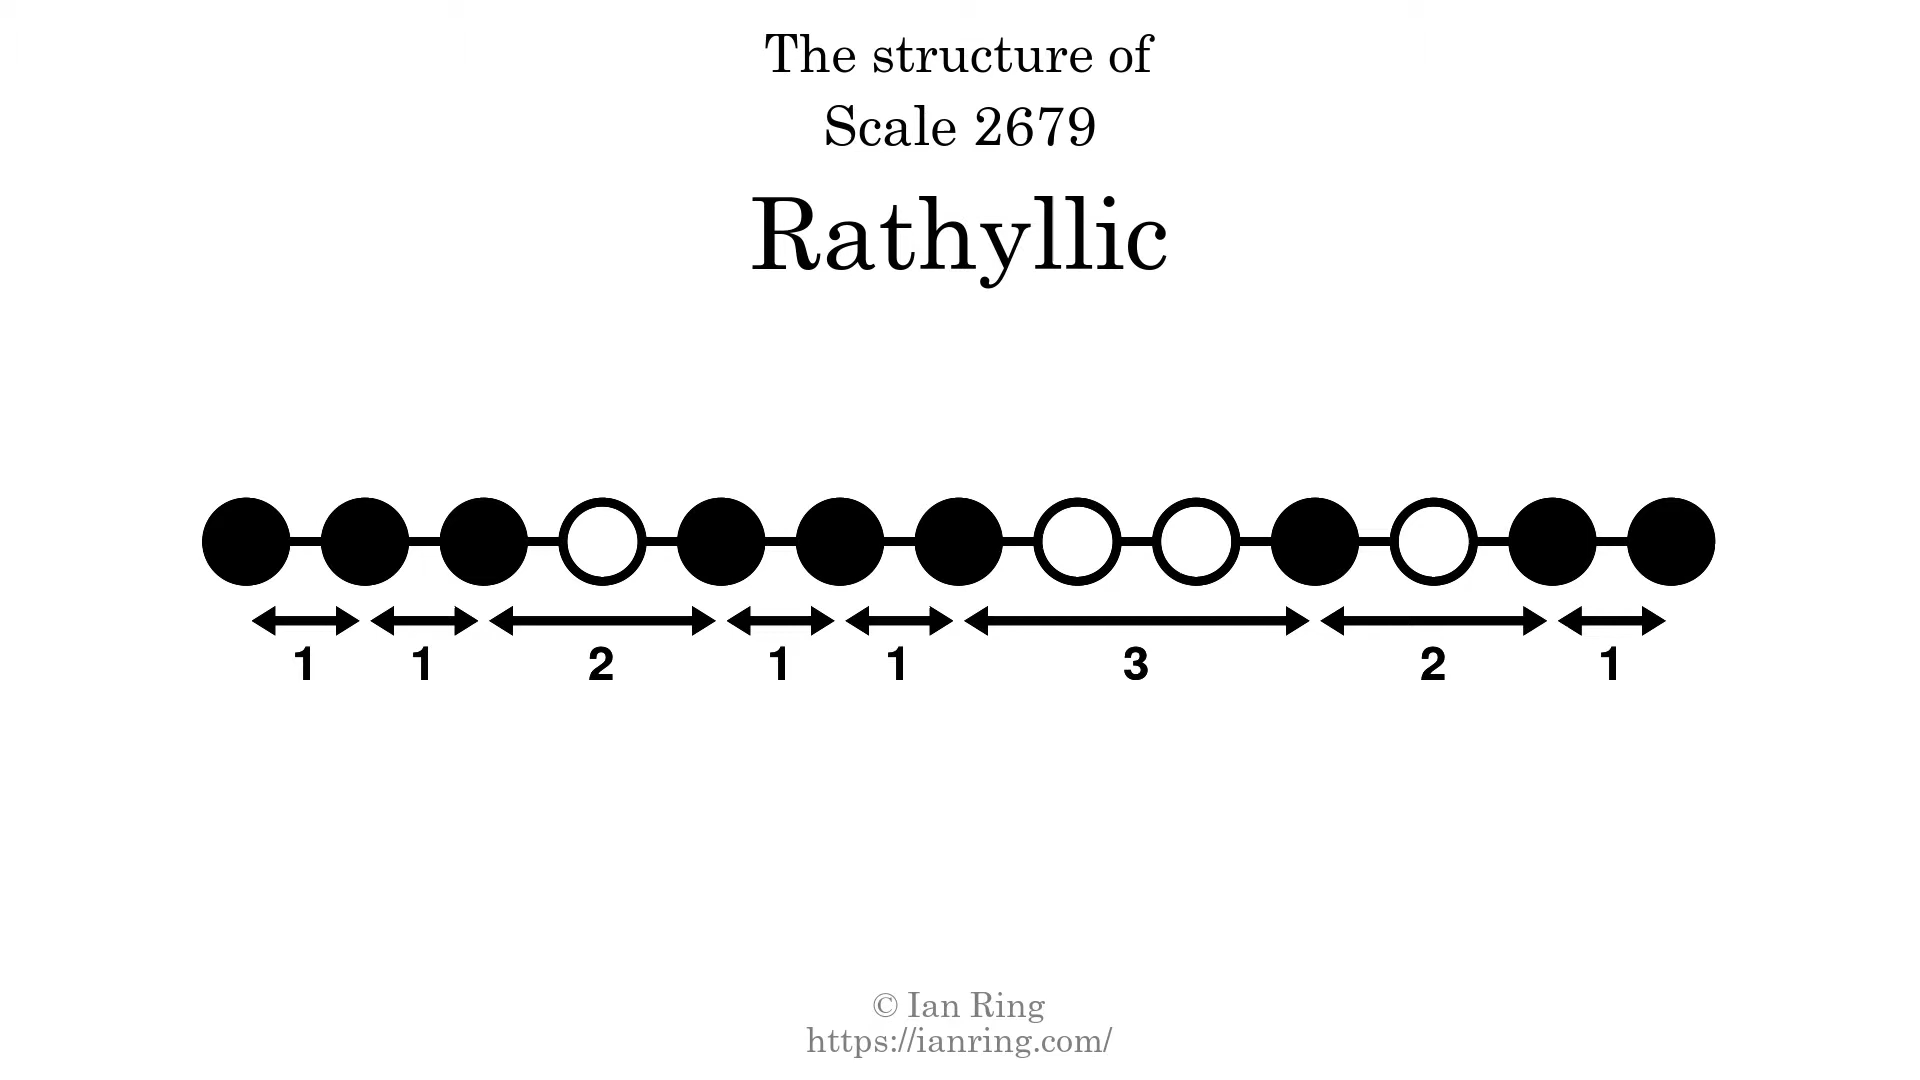 The structure of
Scale 2679
Rathyllic
1 1 2 1 1 3 2 1
© Ian Ring
https://ianring.com/